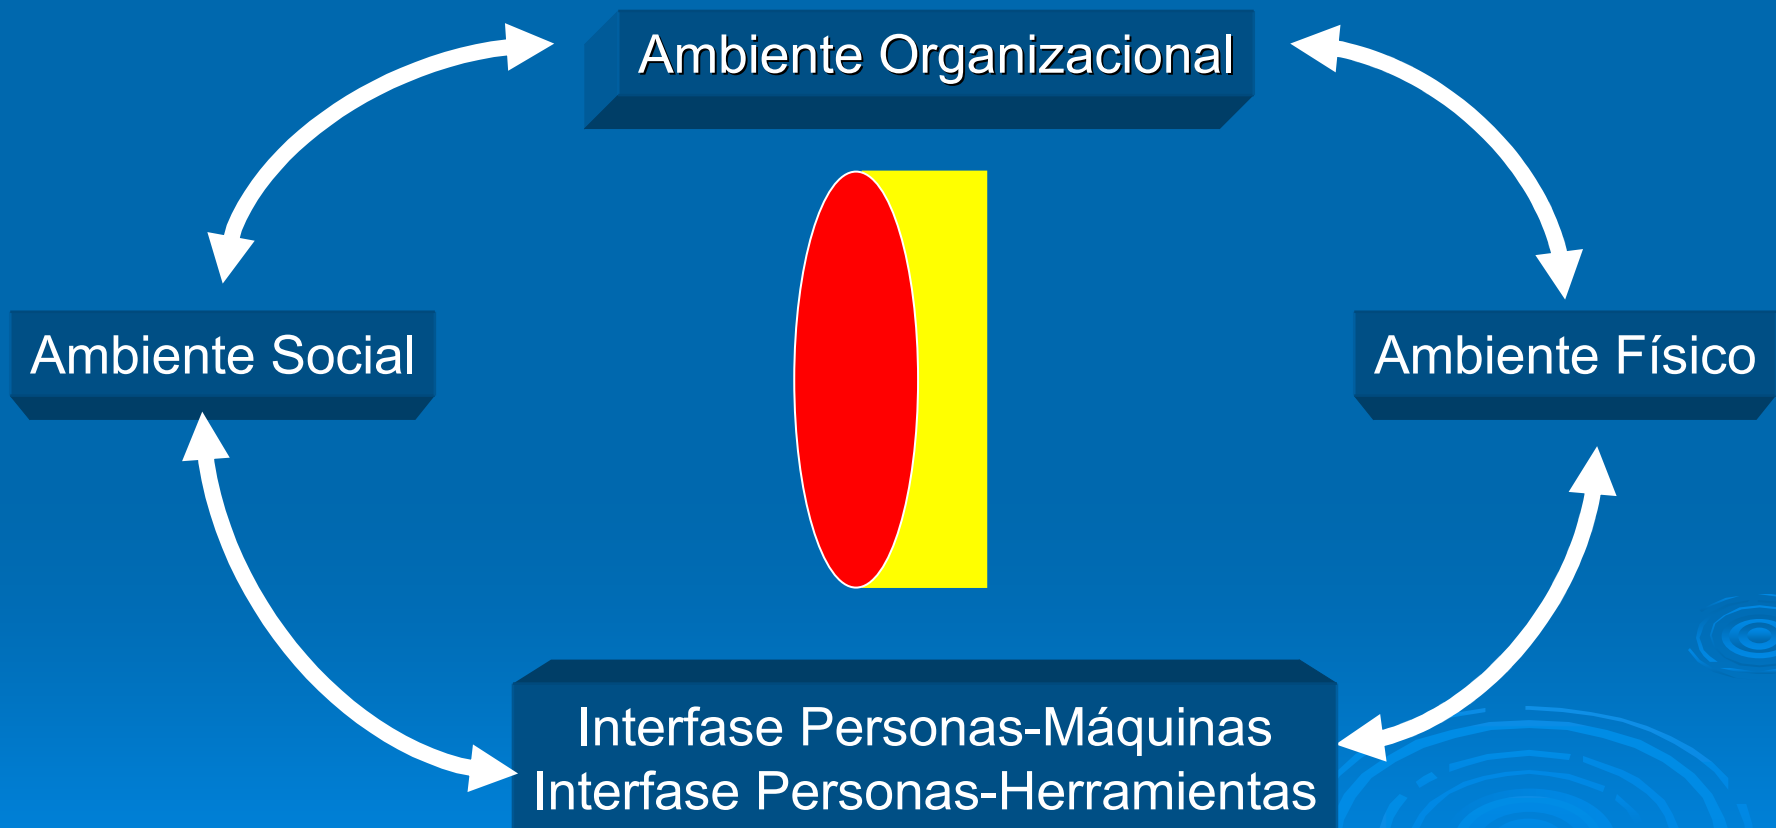 Ambiente Organizacional
Ambiente Social
Ambiente Físico
Interfase Personas-Máquinas
Interfase Personas-Herramientas